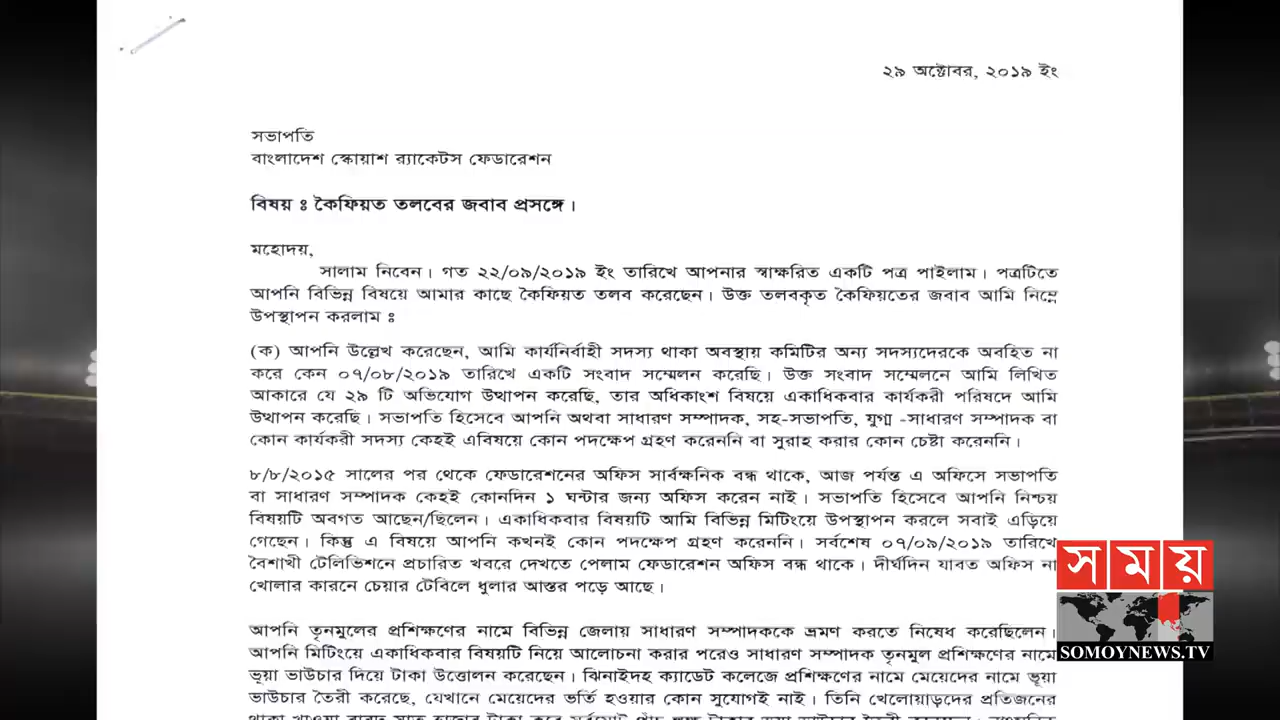 ২৯ অক্টোবর, ২০১৯ ইং
সভাপতি
বাংলাদেশ স্কোয়াশ র‍্যাকেটস ফেডারেশন
বিষয় ঃ কৈফিয়ত তলবের জবাব প্রসঙ্গে।
মহোদয়,
সালাম নিবেন। গত ২২/০৯/২০১৯ ইং তারিখে আপনার স্বাক্ষরিত একটি পত্র পাইলাম। পত্রটিতে
আপনি বিভিন্ন বিষয়ে আমার কাছে কৈফিয়ত তলব করেছেন। উক্ত তলবকৃত কৈফিয়তের জবাব আমি নিম্নে
উপস্থাপন করলাম ঃ
(ক) আপনি উল্লেখ করেছেন, আমি কার্যনির্বাহী সদস্য থাকা অবস্থায় কমিটির অন্য সদস্যদেরকে অবহিত না
করে কেন ০৭/০৮/২০১৯ তারিখে একটি সংবাদ সম্মেলন করেছি। উক্ত সংবাদ সম্মেলনে আমি লিখিত
আকারে যে ২৯ টি অভিযোগ উত্থাপন করেছি, তার অধিকাংশ বিষয়ে একাধিকবার কার্যকরী পরিষদে আমি
উত্থাপন করেছি। সভাপতি হিসেবে আপনি অথবা সাধারণ সম্পাদক, সহ-সভাপতি, যুগ্ম -সাধারণ সম্পাদক বা
কোন কার্যকরী সদস্য কেহই এবিষয়ে কোন পদক্ষেপ গ্রহণ করেননি বা সুরাহ করার কোন চেষ্টা করেননি।
৮/৮/২০১৫ সালের পর থেকে ফেডারেশনের অফিস সার্বক্ষনিক বন্ধ থাকে, আজ পর্যন্ত এ অফিসে সভাপতি
বা সাধারণ সম্পাদক কেহই কোনদিন ১ ঘন্টার জন্য অফিস করেন নাই। সভাপতি হিসেবে আপনি নিশ্চয়
বিষয়টি অবগত আছেন/ছিলেন। একাধিকবার বিষয়টি আমি বিভিন্ন মিটিংয়ে উপস্থাপন করলে সবাই এড়িয়ে
গেছেন। কিন্তু এ বিষয়ে আপনি কখনই কোন পদক্ষেপ গ্রহণ করেননি। সর্বশেষ ০৭/০৯/২০১৯ তারিখে
বৈশাখী টেলিভিশনে প্রচারিত খবরে দেখতে পেলাম ফেডারেশন অফিস বন্ধ থাকে। দীর্ঘদিন যাবত অফিস না
খোলার কারনে চেয়ার টেবিলে ধুলার আস্তর পড়ে আছে।
আপনি তৃনমুলের প্রশিক্ষণের নামে বিভিন্ন জেলায় সাধারণ সম্পাদককে ভ্রমণ করতে নিষেধ করেছিলেন।
আপনি মিটিংয়ে একাধিকবার বিষয়টি নিয়ে আলোচনা করার পরেও সাধারণ সম্পাদক তৃনমুল প্রশিক্ষণের নামে
ভূয়া ভাউচার দিয়ে টাকা উত্তোলন করেছেন। ঝিনাইদহ ক্যাডেট কলেজে প্রশিক্ষণের নামে মেয়েদের নামে ভূয়া
ভাউচার তৈরী করেছে, যেখানে মেয়েদের ভর্তি হওয়ার কোন সুযোগই নাই। তিনি খেলোয়াড়দের প্রতিজনের
সময়
SOMOYNEWS.TV